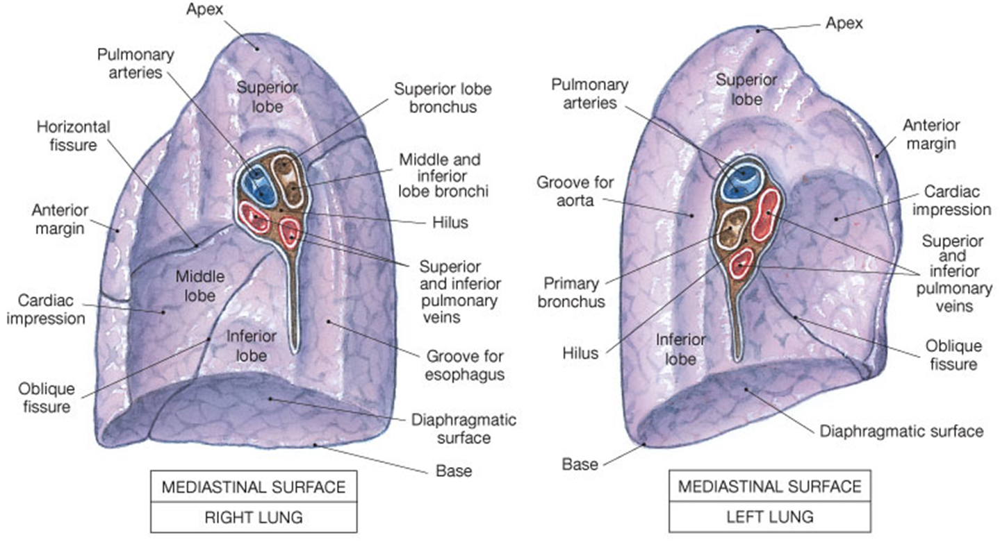 Apex
Pulmonary
arteries
Superior
lobe
Superior lobe
bronchus
Horizontal
fissure
Middle and
inferior
lobe bronchi
Anterior
margin
Hilus
Middle
lobe
Superior
and inferior
pulmonary
veins
Cardiac
impression
Inferior
lobe
Groove for
esophagus
Oblique
fissure
Diaphragmatic
surface
Base
MEDIASTINAL SURFACE
RIGHT LUNG
Apex
Superior
lobe
Pulmonary
arteries
Anterior
margin
Groove for
aorta
Cardiac
impression
Superior
and
inferior
pulmonary
veins
Primary
bronchus
Hilus
Inferior
lobe
Oblique
fissure
Diaphragmatic surface
Base
MEDIASTINAL SURFACE
LEFT LUNG